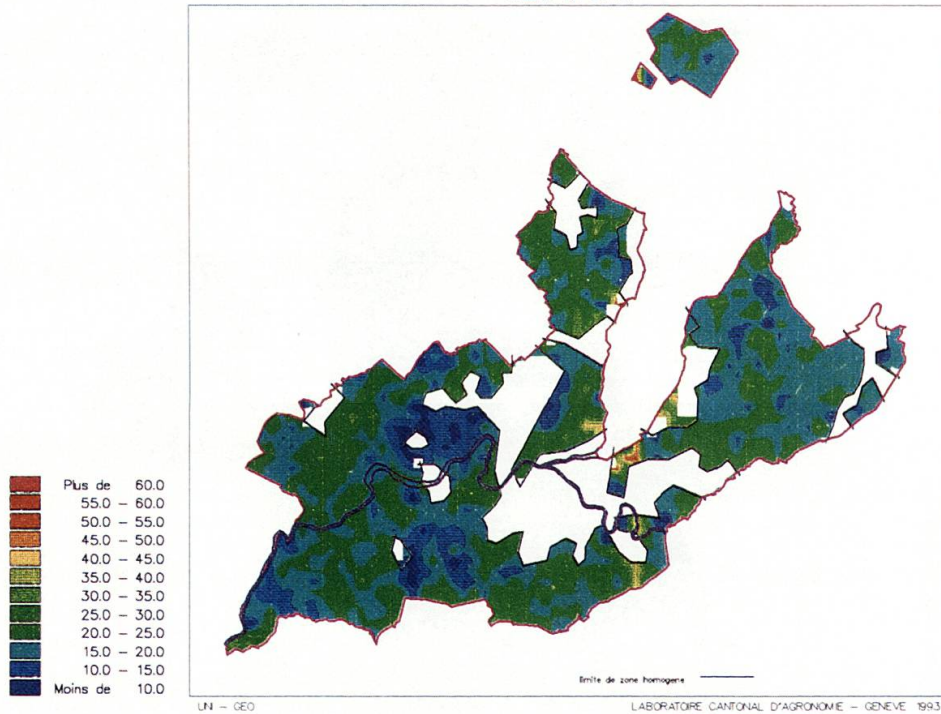 Plus de 60.0
55.0 – 60.0
50.0 – 55.0
45.0 – 50.0
40.0 – 45.0
35.0 – 40.0
30.0 – 35.0
25.0 – 30.0
20.0 – 25.0
15.0 – 20.0
10.0 – 15.0
Moins de 10.0
limite de zone homogene
UNI – GEO
LABORATOIRE CANTONAL D'AGRONOMIE – GENEVE 1993